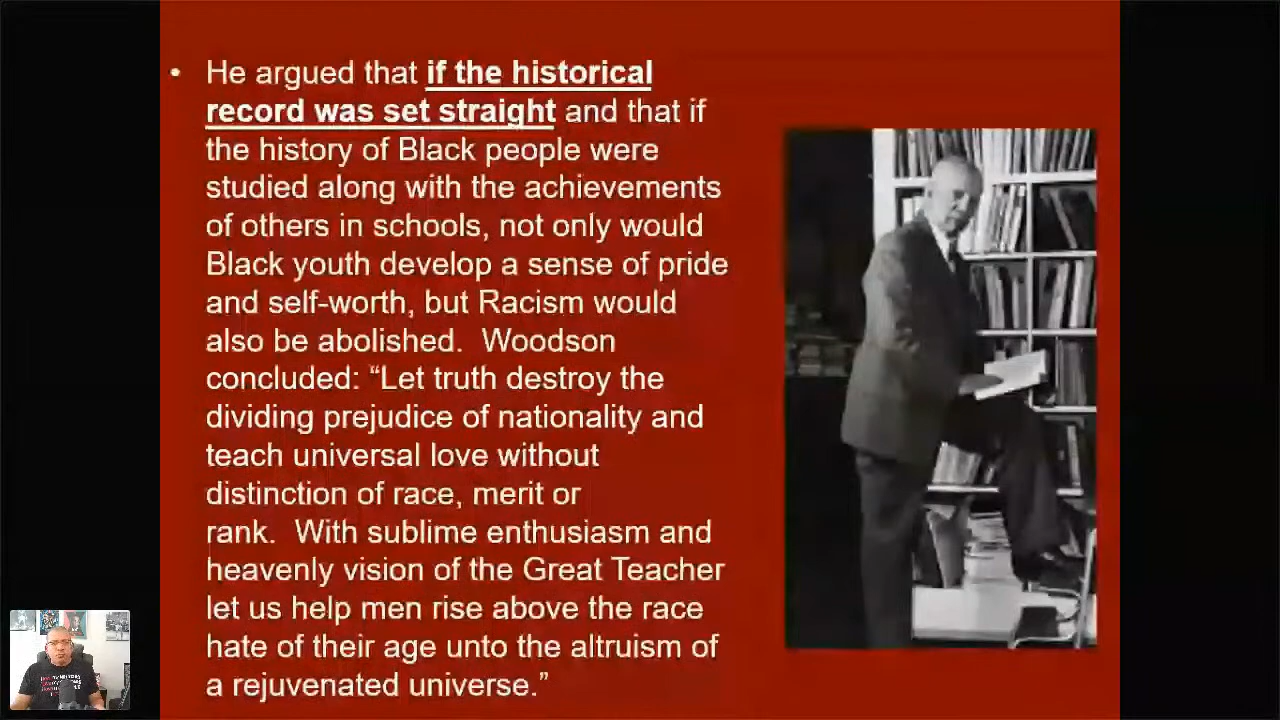 • He argued that if the historical
record was set straight and that if
the history of Black people were
studied along with the achievements
of others in schools, not only would
Black youth develop a sense of pride
and self-worth, but Racism would
also be abolished.  Woodson
concluded: “Let truth destroy the
dividing prejudice of nationality and
teach universal love without
distinction of race, merit or
rank.  With sublime enthusiasm and
heavenly vision of the Great Teacher
let us help men rise above the race
hate of their age unto the altruism of
a rejuvenated universe.”